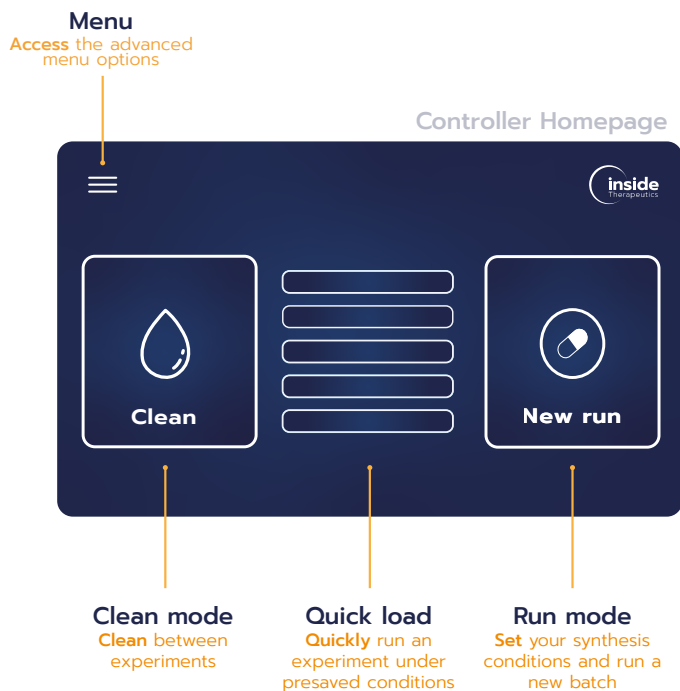 Menu
Access the advanced
menu options
Controller Homepage
inside
Therapeutics
Clean
New run
Clean mode
Clean between
experiments
Quick load
Quickly run an
experiment under
presaved conditions
Run mode
Set your synthesis
conditions and run a
new batch